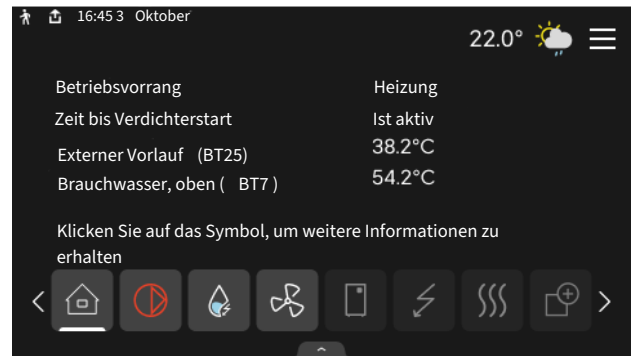 16:45 3 Oktober
22.0°
Betriebsvorrang Heizung
Zeit bis Verdichterstart Ist aktiv
Externer Vorlauf (BT25) 38.2°C
Brauchwasser, oben ( BT7 ) 54.2°C
Klicken Sie auf das Symbol, um weitere Informationen zu
erhalten